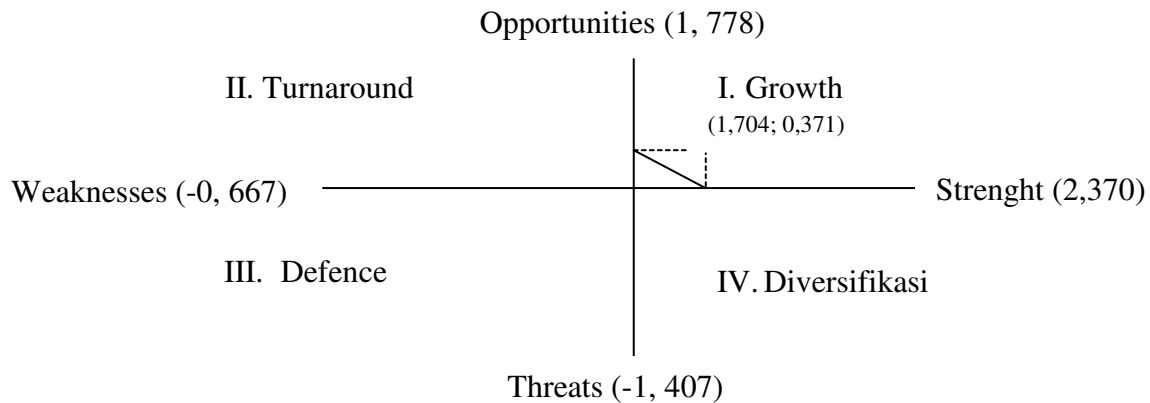 Opportunities (1, 778)
II. Turnaround
I. Growth
(1,704; 0,371)
Weaknesses (-0, 667)
Strenght (2,370)
III. Defence
IV. Diversifikasi
Threats (-1, 407)